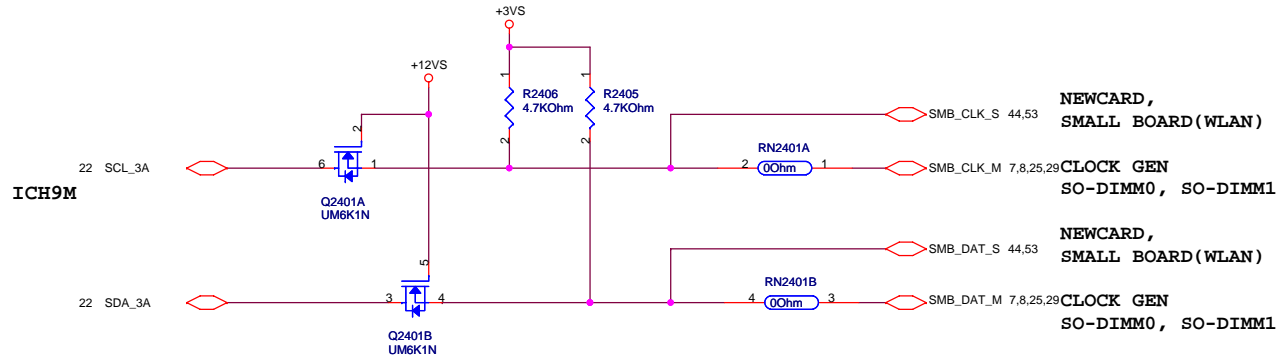 +3VS
+12VS
1
R2406
4.7KOhm
2
1
R2405
4.7KOhm
2
SMB_CLK_S 44,53
NEWCARD,
SMALL BOARD(WLAN)
ICH9M
22 SCL_3A
6
2
1
Q2401A
UM6K1N
RN2401A
2
0Ohm
1
SMB_CLK_M 7,8,25,29
CLOCK GEN
SO-DIMM0, SO-DIMM1
SMB_DAT_S 44,53
NEWCARD,
SMALL BOARD(WLAN)
22 SDA_3A
3
5
4
Q2401B
UM6K1N
RN2401B
4
0Ohm
3
SMB_DAT_M 7,8,25,29
CLOCK GEN
SO-DIMM0, SO-DIMM1